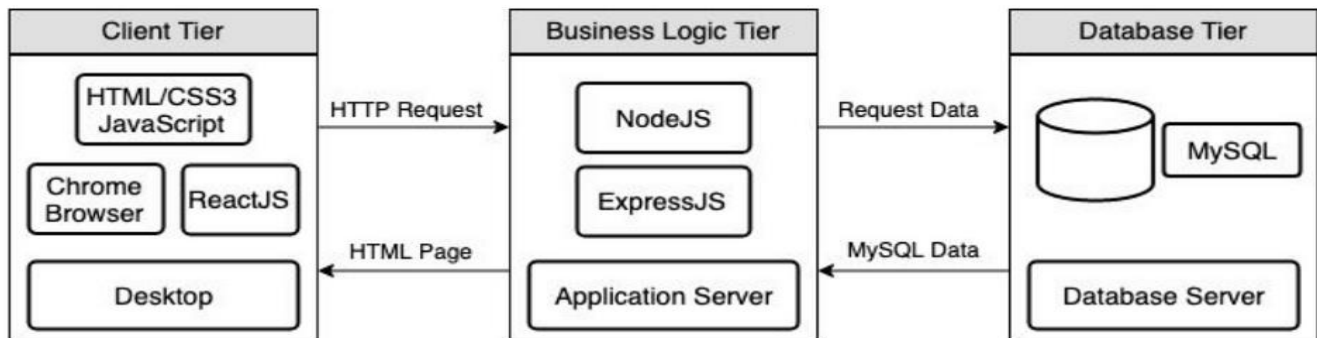 Client Tier
HTML/CSS3
JavaScript
Chrome
Browser
ReactJS
Desktop
HTTP Request
HTML Page
Business Logic Tier
NodeJS
ExpressJS
Application Server
Request Data
MySQL Data
Database Tier
MySQL
Database Server